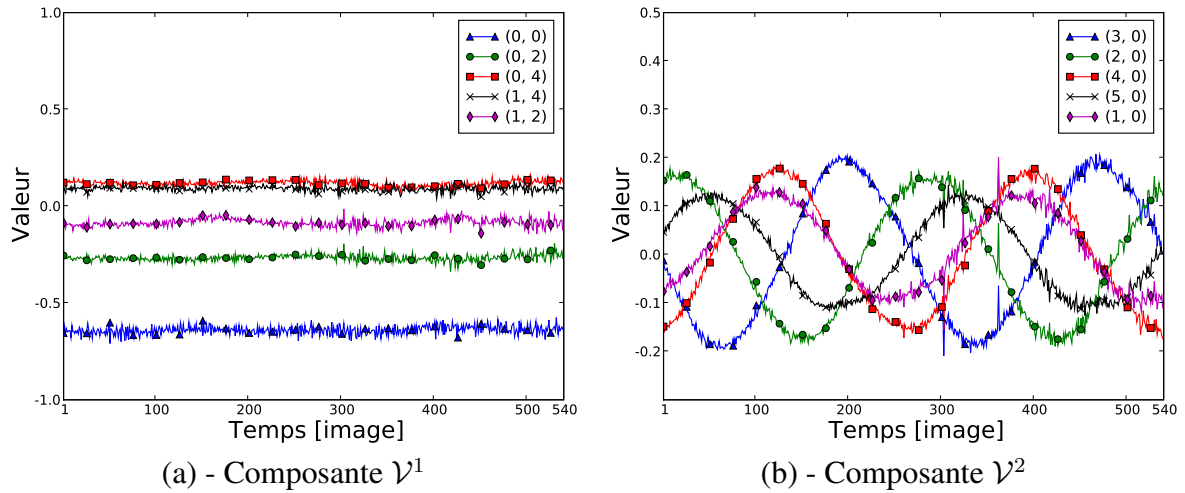 1.0
0.5
0.0
-0.5
-1.0
Valeur
(0, 0)
(0, 2)
(0, 4)
(1, 4)
(1, 2)
1 100 200 300 400 500 540
Temps [image]
(a) - Composante 𝒱¹
0.5
0.4
0.3
0.2
0.1
0.0
-0.1
-0.2
Valeur
(3, 0)
(2, 0)
(4, 0)
(5, 0)
(1, 0)
1 100 200 300 400 500 540
Temps [image]
(b) - Composante 𝒱²